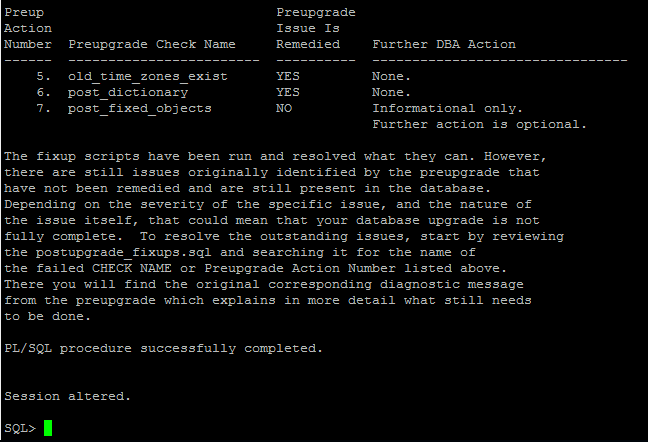 Preup                                Preupgrade
Action                               Issue Is
Number  Preupgrade Check Name        Remedied    Further DBA Action
------  ------------------------  ----------  --------------------------------
    5.  old_time_zones_exist      YES         None.
    6.  post_dictionary           YES         None.
    7.  post_fixed_objects        NO          Informational only.
                                              Further action is optional.

The fixup scripts have been run and resolved what they can. However,
there are still issues originally identified by the preupgrade that
have not been remedied and are still present in the database.
Depending on the severity of the specific issue, and the nature of
the issue itself, that could mean that your database upgrade is not
fully complete.  To resolve the outstanding issues, start by reviewing
the postupgrade_fixups.sql and searching it for the name of
the failed CHECK NAME or Preupgrade Action Number listed above.
There you will find the original corresponding diagnostic message
from the preupgrade which explains in more detail what still needs
to be done.

PL/SQL procedure successfully completed.


Session altered.

SQL>